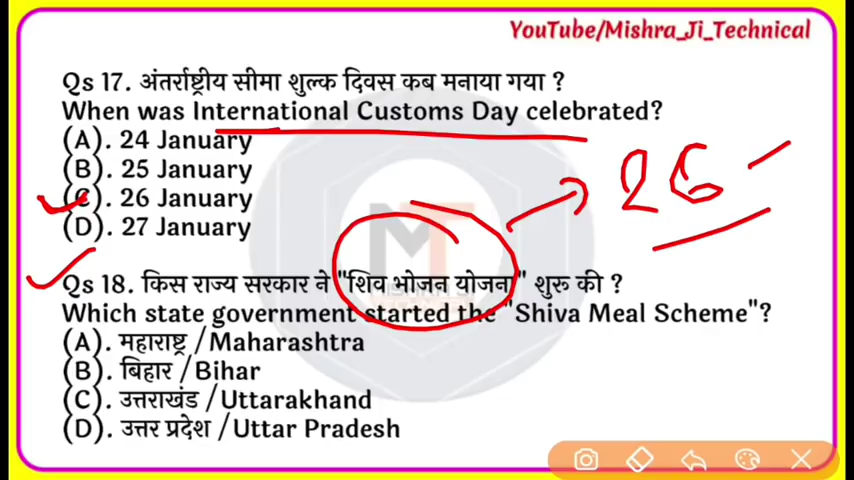 YouTube/Mishra_Ji_Technical
Qs 17. अंतर्राष्ट्रीय सीमा शुल्क दिवस कब मनाया गया ?
When was International Customs Day celebrated?
(A). 24 January
(B). 25 January
(C). 26 January
(D). 27 January
26
Qs 18. किस राज्य सरकार ने "शिव भोजन योजना" शुरू की ?
Which state government started the "Shiva Meal Scheme"?
(A). महाराष्ट्र /Maharashtra
(B). बिहार /Bihar
(C). उत्तराखंड /Uttarakhand
(D). उत्तर प्रदेश /Uttar Pradesh